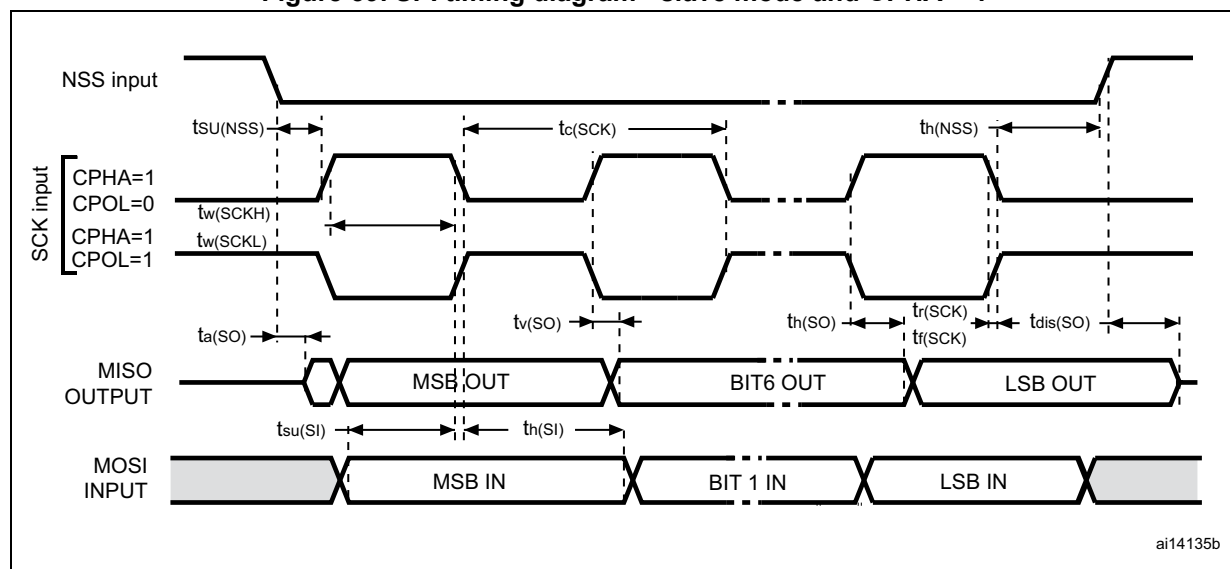 NSS input
tSU(NSS)
tc(SCK)
th(NSS)
SCK input
CPHA=1
CPOL=0
tw(SCKH)
CPHA=1
tw(SCKL)
CPOL=1
ta(SO)
tv(SO)
th(SO)
tr(SCK)
tf(SCK)
tdis(SO)
MISO
OUTPUT
MSB OUT
BIT6 OUT
LSB OUT
tsu(SI)
th(SI)
MOSI
INPUT
MSB IN
BIT 1 IN
LSB IN
ai14135b